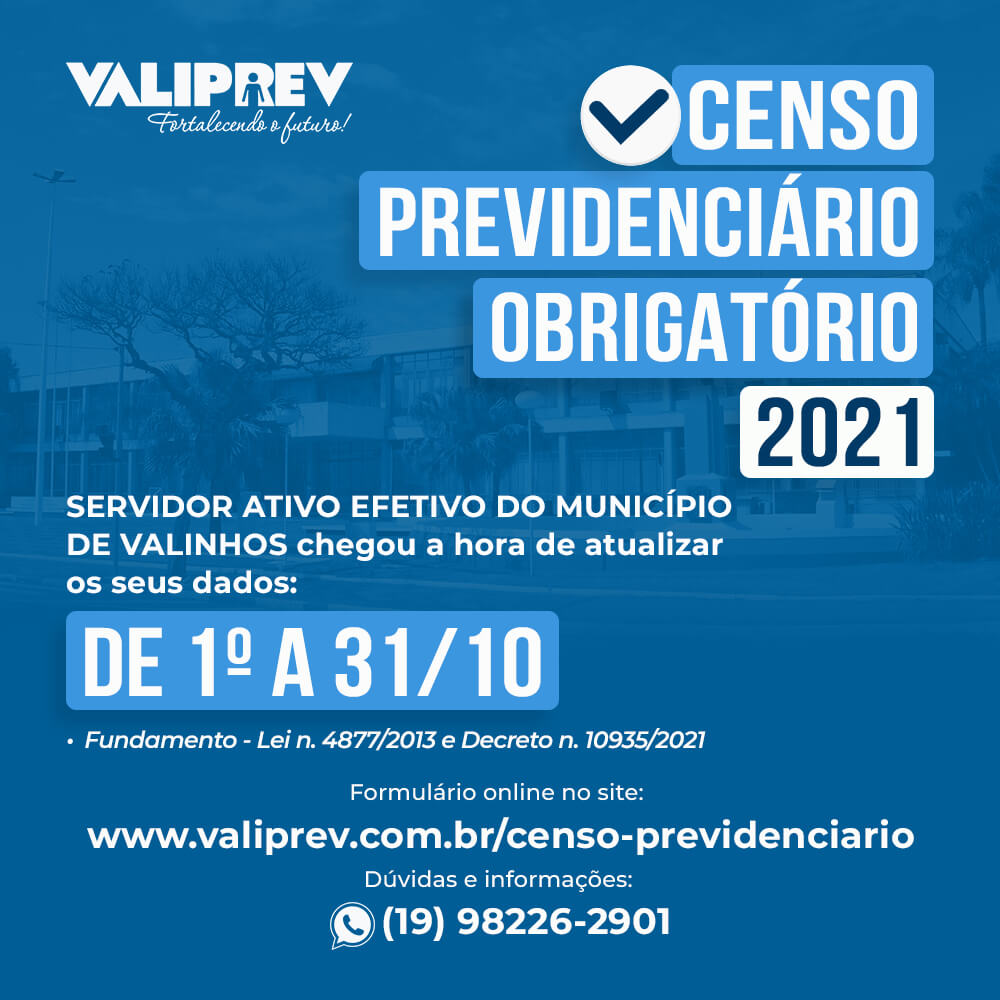 VALIPREV
Fortalecendo o futuro!
CENSO
PREVIDENCIÁRIO
OBRIGATÓRIO
2021
SERVIDOR ATIVO EFETIVO DO MUNICÍPIO
DE VALINHOS chegou a hora de atualizar
os seus dados:
DE 1º A 31/10
• Fundamento - Lei n. 4877/2013 e Decreto n. 10935/2021
Formulário online no site:
www.valiprev.com.br/censo-previdenciario
Dúvidas e informações:
(19) 98226-2901